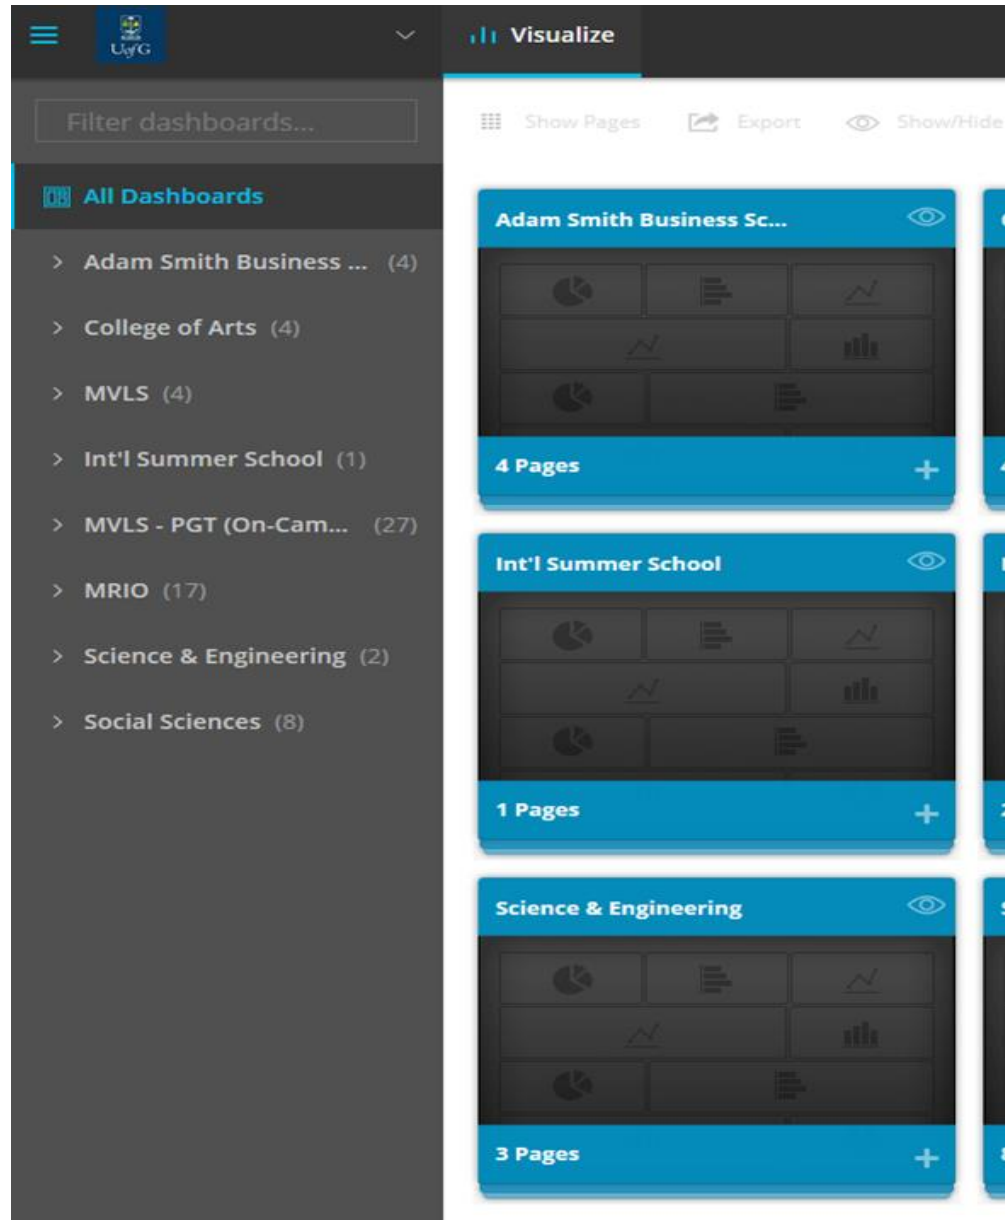 UofG
Visualize
Filter dashboards...
Show Pages Export Show/Hide
All Dashboards
Adam Smith Business ... (4)
College of Arts (4)
MVLS (4)
Int'l Summer School (1)
MVLS - PGT (On-Cam... (27)
MRIO (17)
Science & Engineering (2)
Social Sciences (8)
Adam Smith Business Sc...
4 Pages
Int'l Summer School
1 Pages
Science & Engineering
3 Pages